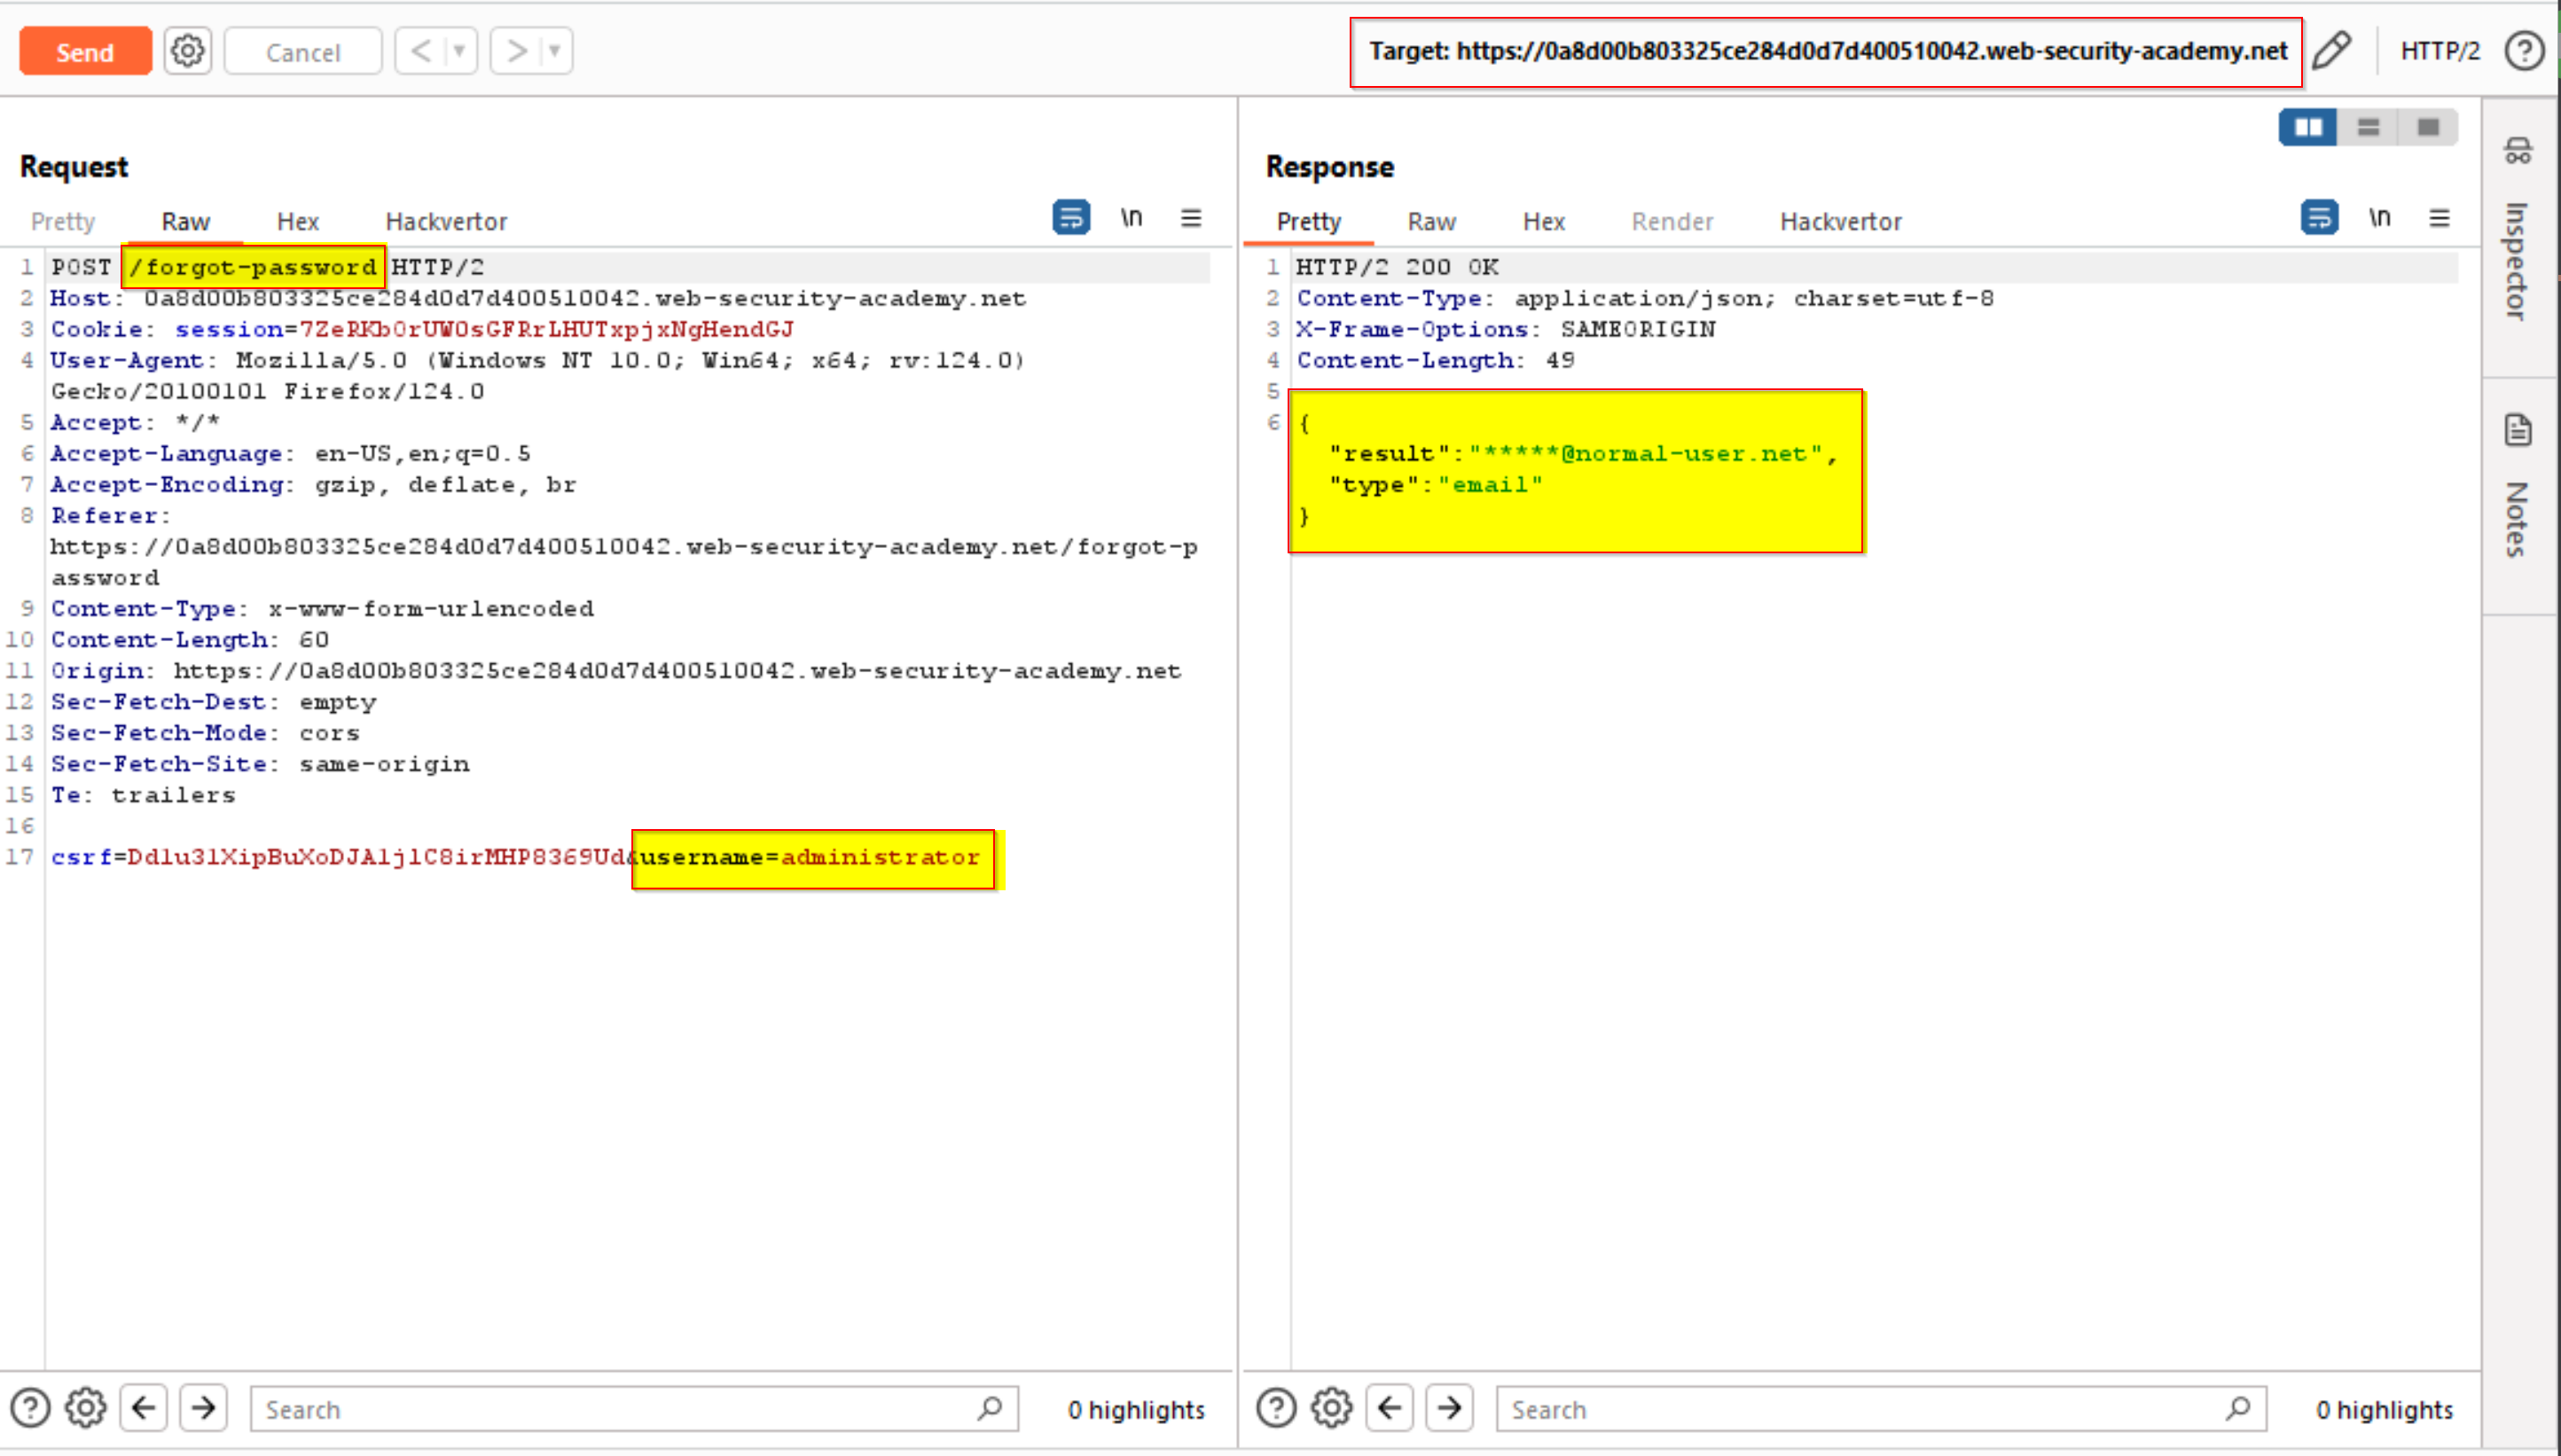 Send
Cancel
< ▼
> ▼
Target: https://0a8d00b803325ce284d0d7d400510042.web-security-academy.net
HTTP/2
Request
Pretty Raw Hex Hackvertor
\n
1 POST /forgot-password HTTP/2
2 Host: 0a8d00b803325ce284d0d7d400510042.web-security-academy.net
3 Cookie: session=7ZeRKb0rUW0sGFRrLHUTxpjxNgHendGJ
4 User-Agent: Mozilla/5.0 (Windows NT 10.0; Win64; x64; rv:124.0)
Gecko/20100101 Firefox/124.0
5 Accept: */*
6 Accept-Language: en-US,en;q=0.5
7 Accept-Encoding: gzip, deflate, br
8 Referer:
https://0a8d00b803325ce284d0d7d400510042.web-security-academy.net/forgot-p
assword
9 Content-Type: x-www-form-urlencoded
10 Content-Length: 60
11 Origin: https://0a8d00b803325ce284d0d7d400510042.web-security-academy.net
12 Sec-Fetch-Dest: empty
13 Sec-Fetch-Mode: cors
14 Sec-Fetch-Site: same-origin
15 Te: trailers
16
17 csrf=Ddlu31XipBuXoDJA1jlC8irMHP8369Ud&username=administrator
Search
0 highlights
Response
Pretty Raw Hex Render Hackvertor
\n
1 HTTP/2 200 OK
2 Content-Type: application/json; charset=utf-8
3 X-Frame-Options: SAMEORIGIN
4 Content-Length: 49
5
6 {
"result":"*****@normal-user.net",
"type":"email"
}
Search
0 highlights
Inspector
Notes